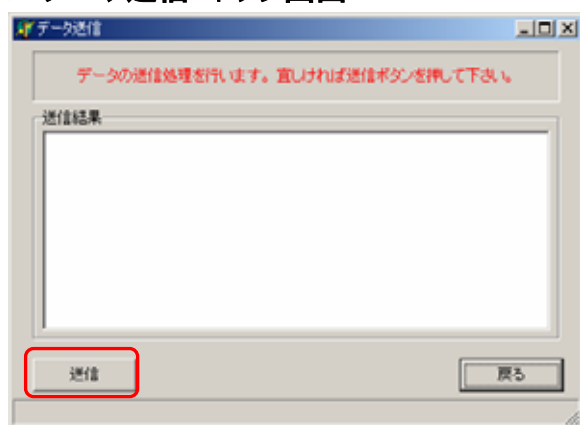 データ送信
データの送信処理を行います。宜しければ送信ボタンを押して下さい。
送信結果
送信
戻る